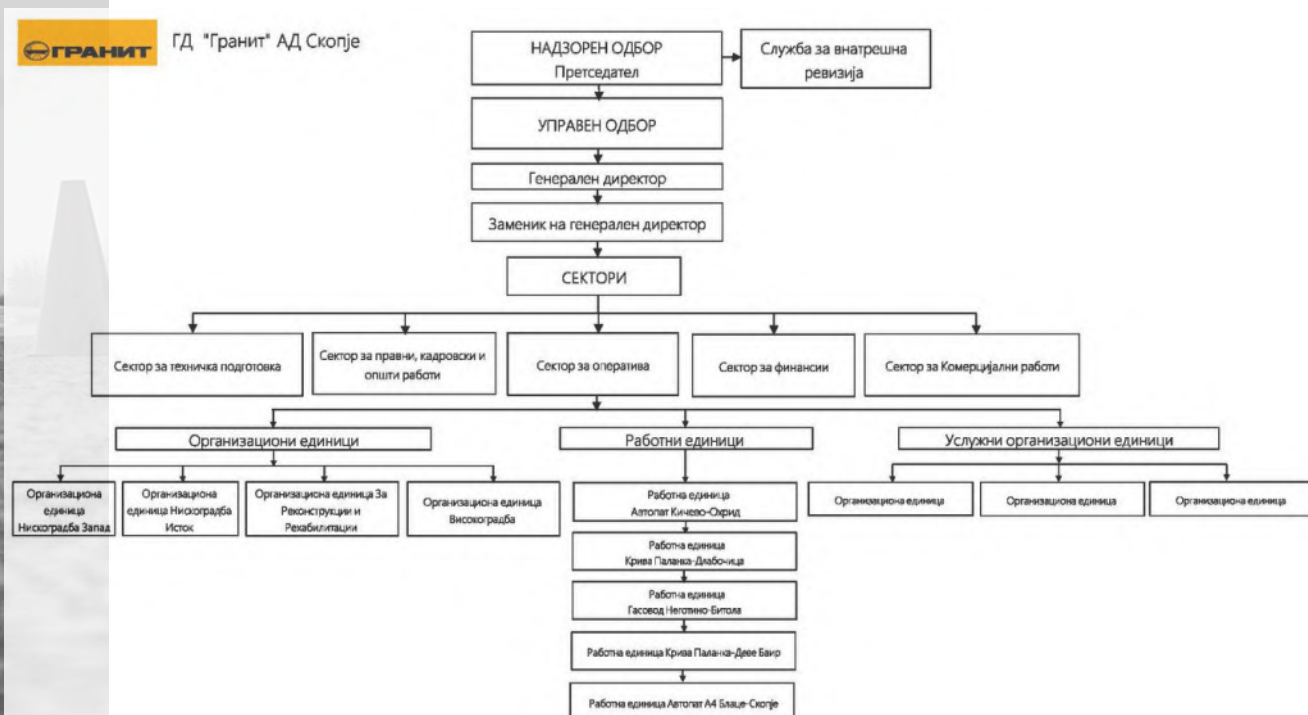 ГРАНИТ
ГД "Гранит" АД Скопје
НАДЗОРЕН ОДБОР
Претседател
Служба за внатрешна
ревизија
УПРАВЕН ОДБОР
Генерален директор
Заменик на генерален директор
СЕКТОРИ
Сектор за техничка подготовка
Сектор за правни, кадровски и
општи работи
Сектор за оператива
Сектор за финансии
Сектор за Комерцијални работи
Организациони единици
Работни единици
Услужни организациони единици
Организациона
единица
Нискоградба Запад
Организациона
единица Нискоградба
Исток
Организациона единица За
Реконструкции и
Рехабилитации
Организациона единица
Високоградба
Работна единица
Автопат Кичево-Охрид
Организациона единица
Организациона единица
Организациона единица
Работна единица
Крива Паланка-Длабочица
Работна единица
Гасовод Неготино-Битола
Работна единица Крива Паланка-Деве Баир
Работна единица Автопат А4 Блаце-Скопје